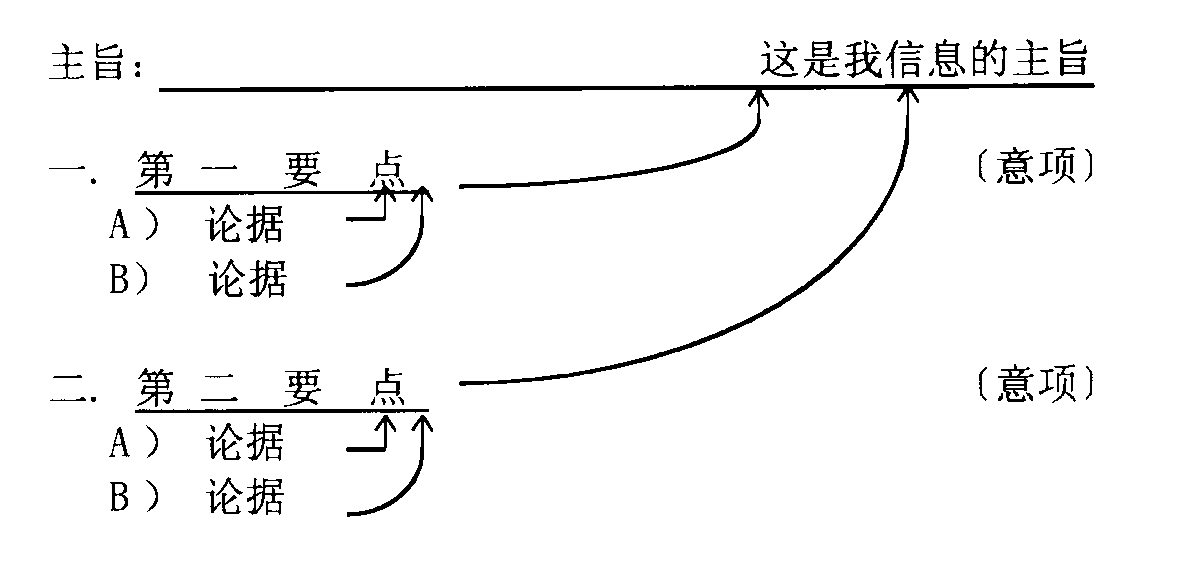 主旨: 这是我信息的主旨
一. 第一要点 (意项)
A) 论据
B) 论据
二. 第二要点 (意项)
A) 论据
B) 论据